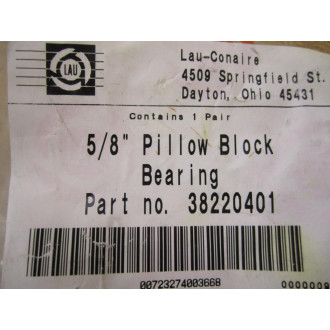 LAU
Lau-Conaire
4509 Springfield St.
Dayton, Ohio 45431
Contains 1 Pair
5/8" Pillow Block
Bearing
Part no. 38220401
00723274003668
0000009